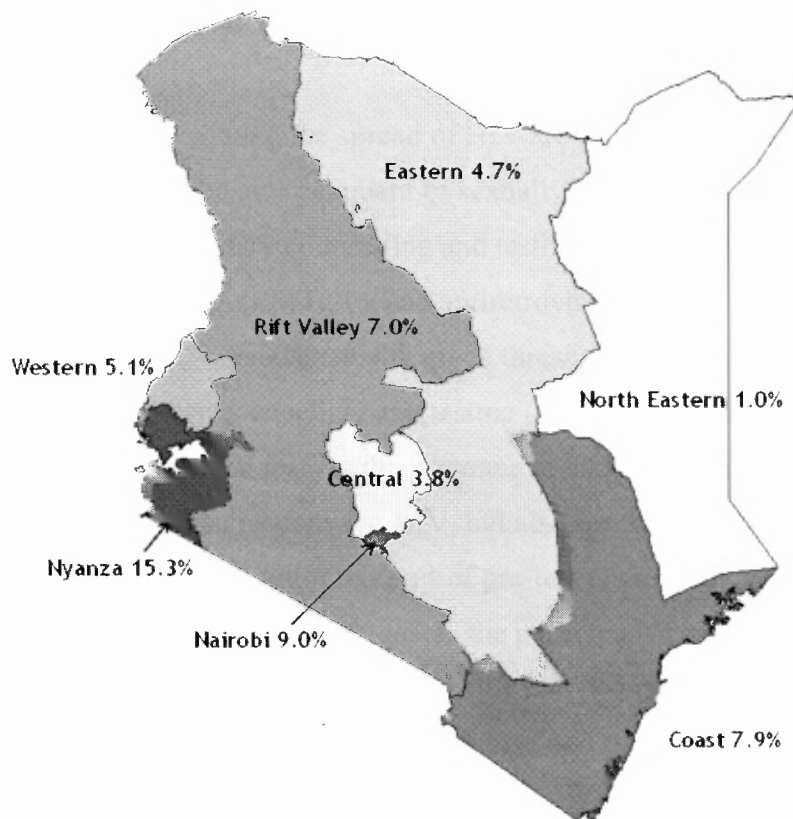 Eastern 4.7%
Rift Valley 7.0%
Western 5.1%
North Eastern 1.0%
Central 3.8%
Nyanza 15.3%
Nairobi 9.0%
Coast 7.9%